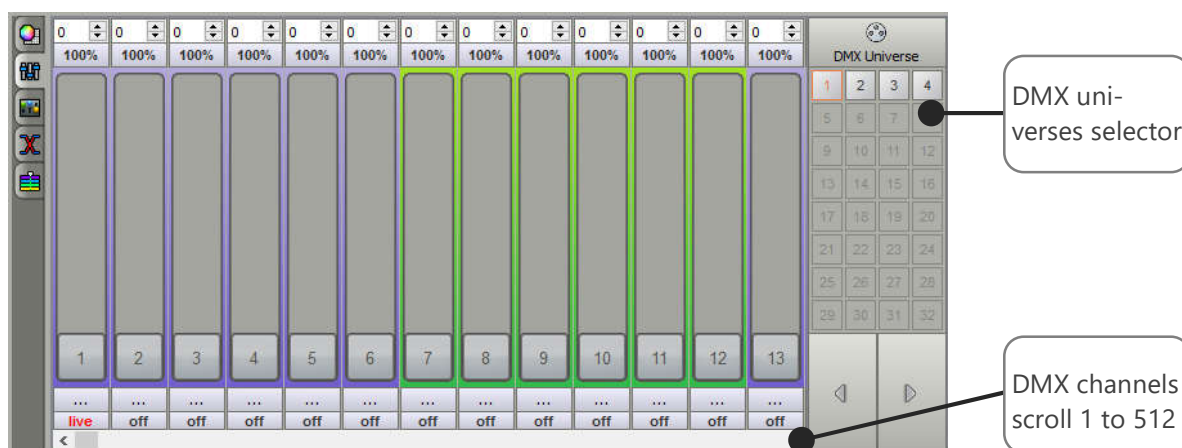 0 0 0 0 0 0 0 0 0 0 0 0 0
100% 100% 100% 100% 100% 100% 100% 100% 100% 100% 100% 100% 100%
DMX Universe
1 2 3 4
5 6 7
9 10 11 12
13 14 15 16
17 18 19 20
21 22 23 24
25 26 27 28
29 30 31 32
DMX uni-
verses selector
1 2 3 4 5 6 7 8 9 10 11 12 13
... ... ... ... ... ... ... ... ... ... ... ... ...
live off off off off off off off off off off off off
DMX channels
scroll 1 to 512